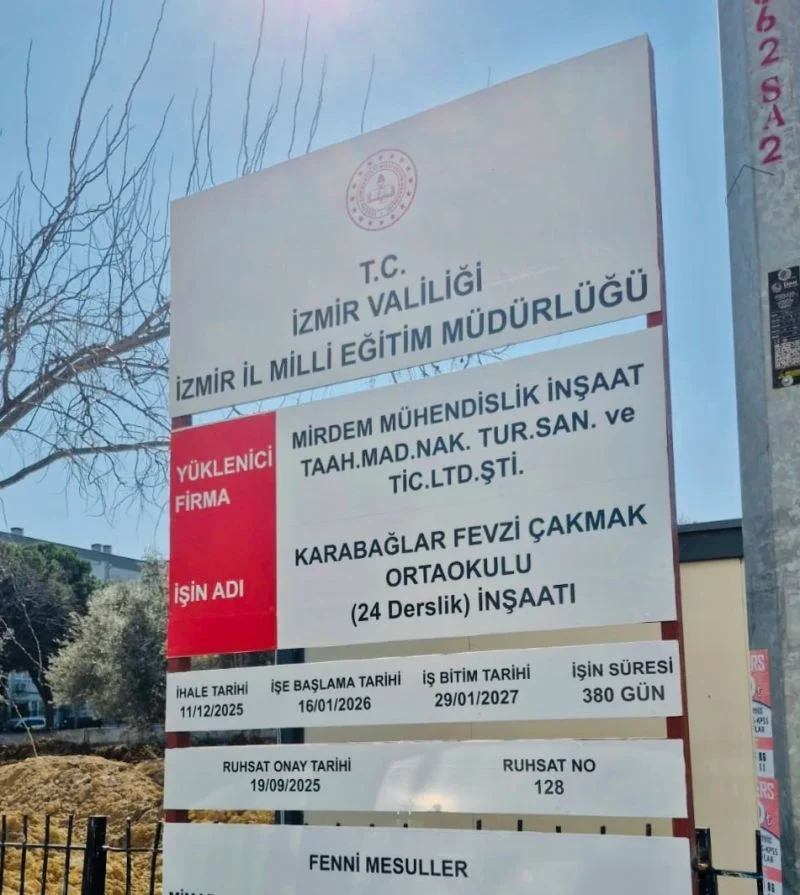 T.C.
İZMİR VALİLİĞİ
İZMİR İL MİLLİ EĞİTİM MÜDÜRLÜĞÜ
YÜKLENİCİ
FİRMA
MİRDEM MÜHENDİSLİK İNŞAAT
TAAH.MAD.NAK. TUR.SAN. ve
TİC.LTD.ŞTİ.
İŞİN ADI
KARABAĞLAR FEVZİ ÇAKMAK
ORTAOKULU
(24 Derslik) İNŞAATI
İHALE TARİHİ
11/12/2025
İŞE BAŞLAMA TARİHİ
16/01/2026
İŞ BİTİM TARİHİ
29/01/2027
İŞİN SÜRESİ
380 GÜN
RUHSAT ONAY TARİHİ
19/09/2025
RUHSAT NO
128
FENNİ MESULLER
62 SA2